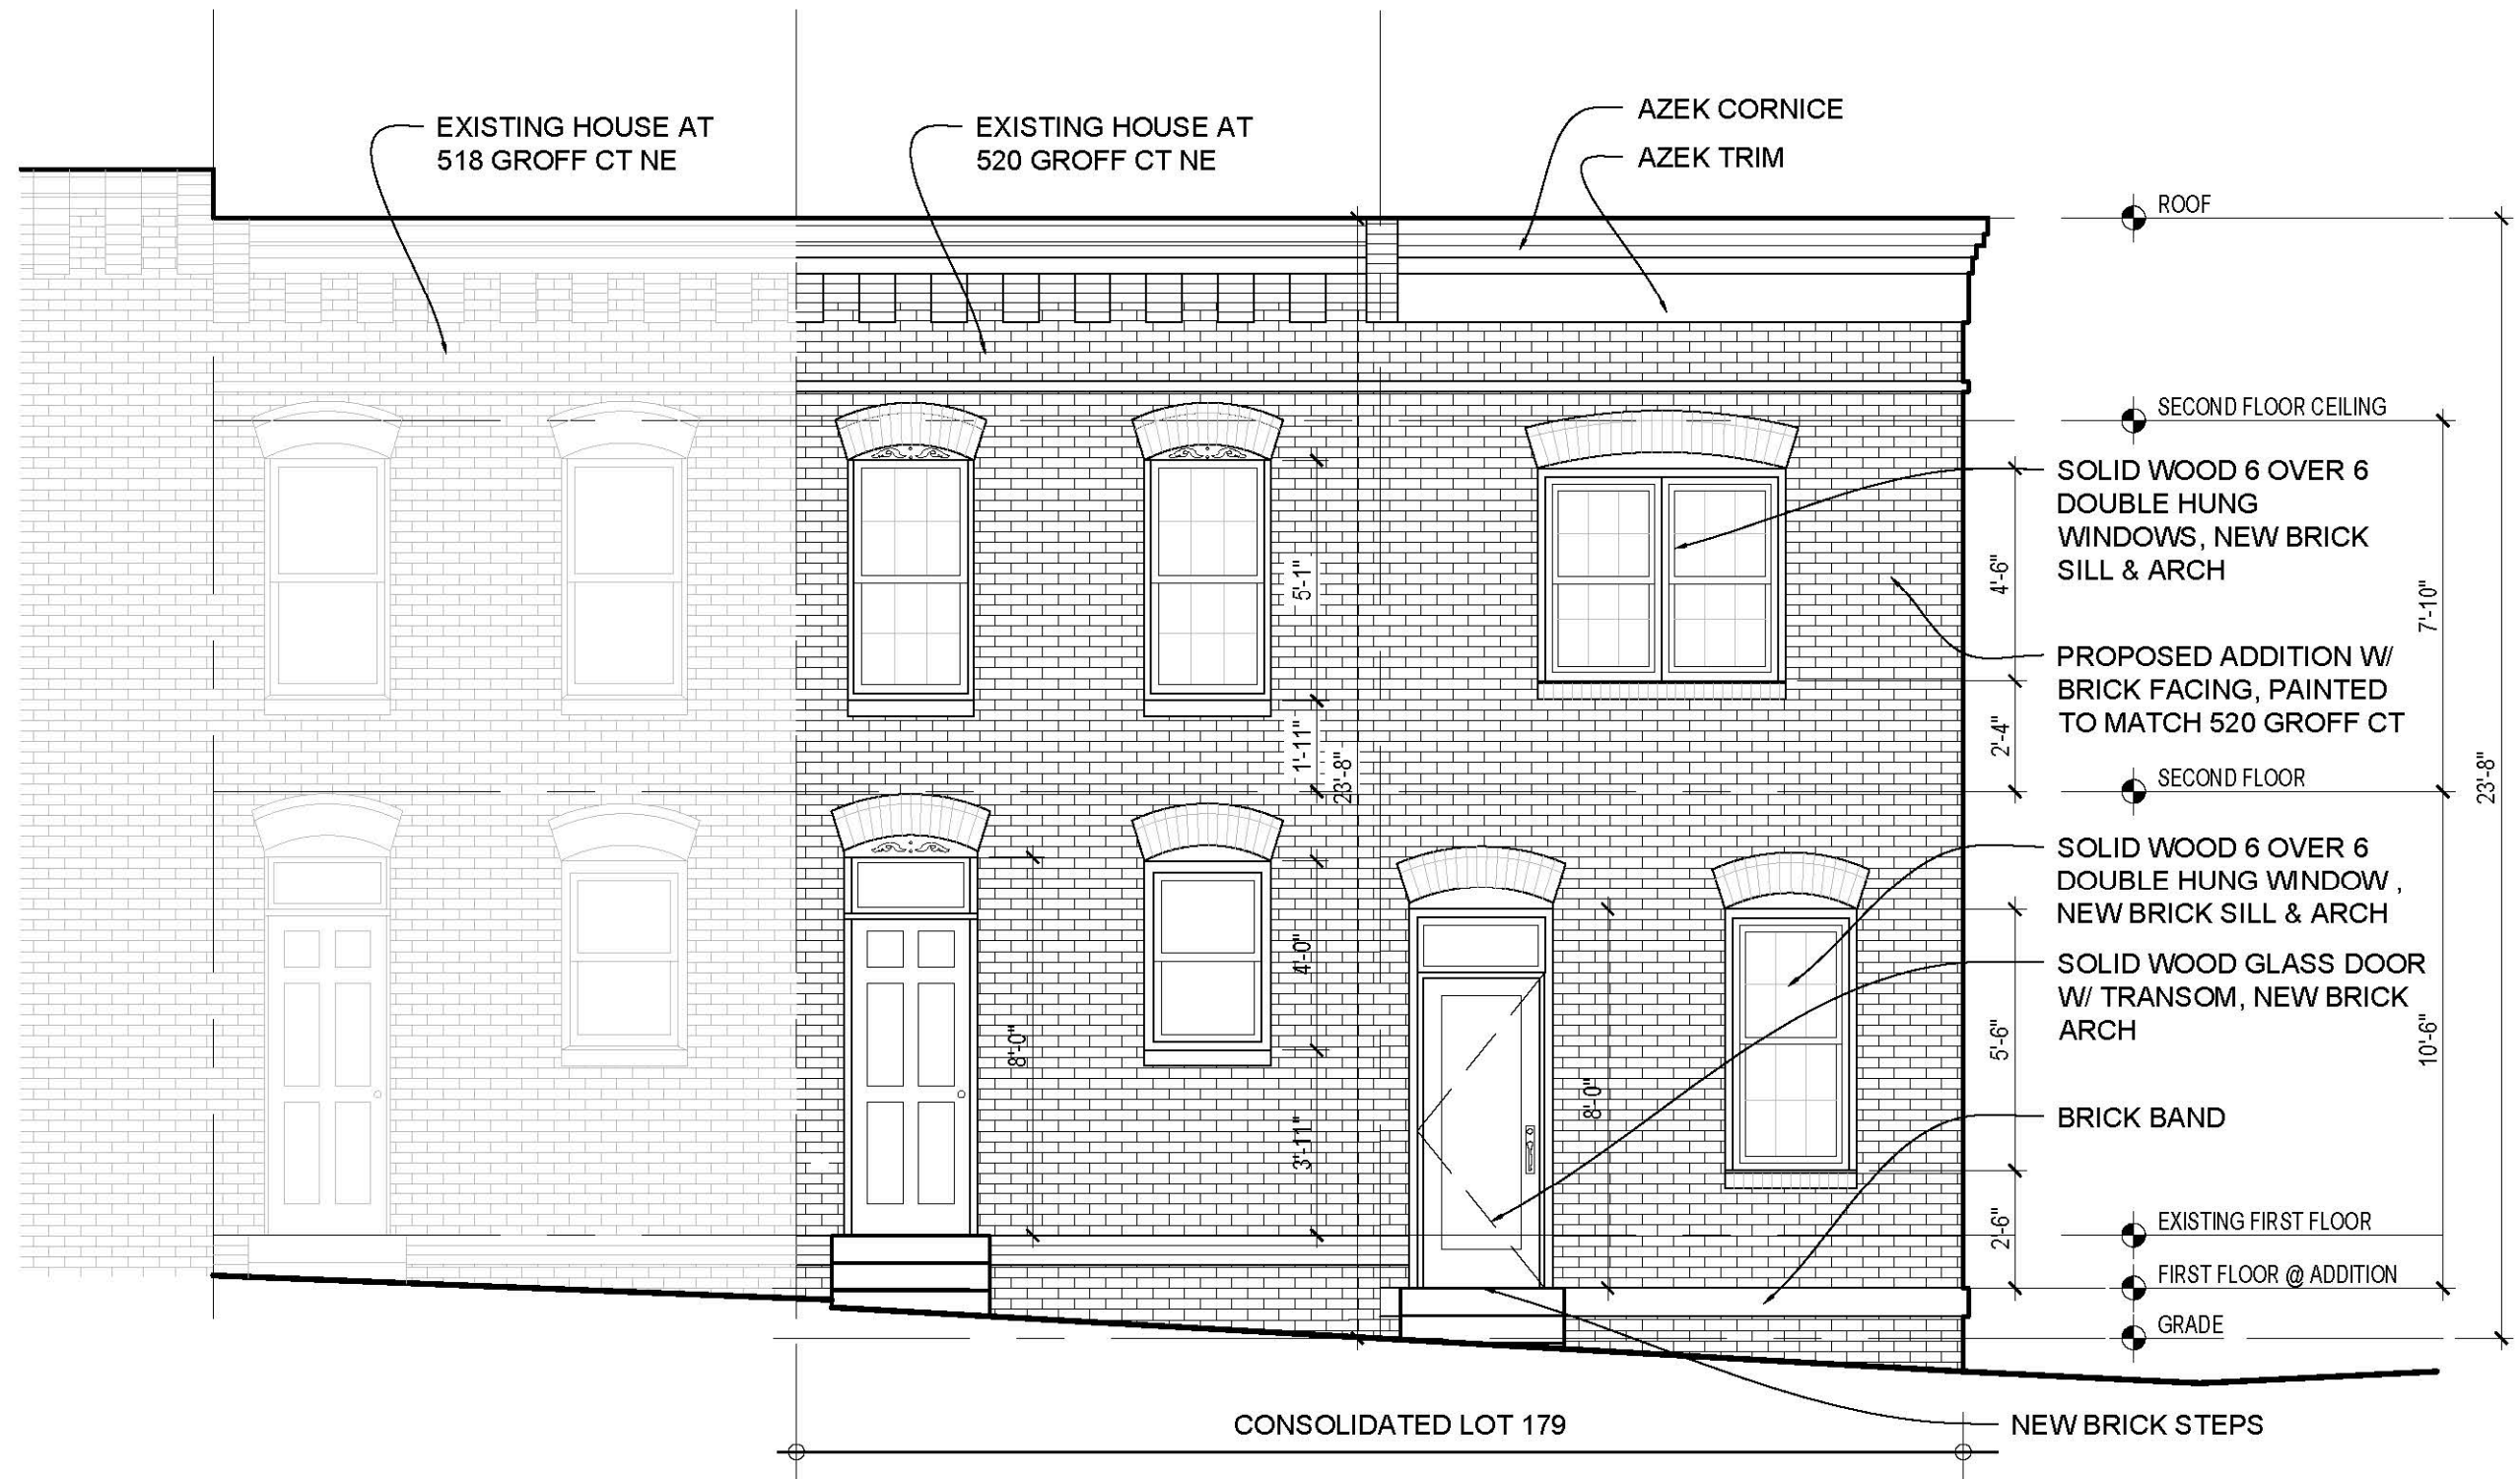 EXISTING HOUSE AT
518 GROFF CT NE
EXISTING HOUSE AT
520 GROFF CT NE
AZEK CORNICE
AZEK TRIM
ROOF
SECOND FLOOR CEILING
SOLID WOOD 6 OVER 6
DOUBLE HUNG
WINDOWS, NEW BRICK
SILL & ARCH
PROPOSED ADDITION W/
BRICK FACING, PAINTED
TO MATCH 520 GROFF CT
SECOND FLOOR
SOLID WOOD 6 OVER 6
DOUBLE HUNG WINDOW ,
NEW BRICK SILL & ARCH
SOLID WOOD GLASS DOOR
W/ TRANSOM, NEW BRICK
ARCH
BRICK BAND
EXISTING FIRST FLOOR
FIRST FLOOR @ ADDITION
GRADE
NEW BRICK STEPS
CONSOLIDATED LOT 179
5'-1"
1'-11"
23'-8"
8'-0"
4'-0"
3'-11"
8'-0"
4'-6"
2'-4"
5'-6"
2'-6"
7'-10"
10'-6"
23'-8"